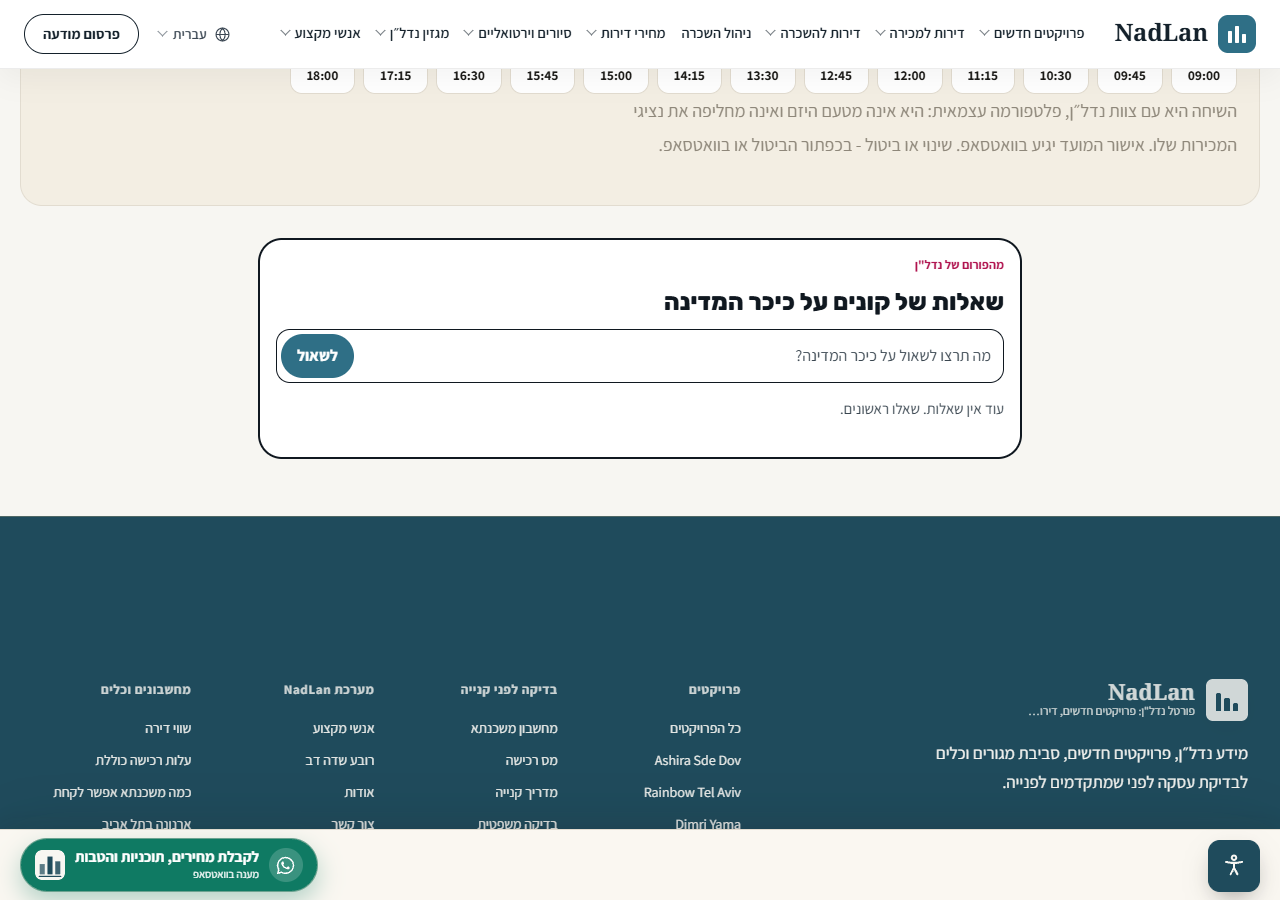 NadLan
פרויקטים חדשים
דירות למכירה
דירות להשכרה
ניהול השכרה
מחירי דירות
סיורים וירטואליים
מגזין נדל״ן
אנשי מקצוע
עברית
פרסום מודעה
09:00 09:45 10:30 11:15 12:00 12:45 13:30 14:15 15:00 15:45 16:30 17:15 18:00
השיחה היא עם צוות נדל״ן, פלטפורמה עצמאית: היא אינה מטעם היזם ואינה מחליפה את נציגי
המכירות שלו. אישור המועד יגיע בוואטסאפ. שינוי או ביטול - בכפתור הביטול או בוואטסאפ.
מהפורום של נדל"ן
שאלות של קונים על כיכר המדינה
מה תרצו לשאול על כיכר המדינה?
לשאול
עוד אין שאלות. שאלו ראשונים.
NadLan
פורטל נדל"ן: פרויקטים חדשים, דירו...
מידע נדל״ן, פרויקטים חדשים, סביבת מגורים וכלים
לבדיקת עסקה לפני שמתקדמים לפנייה.
פרויקטים
כל הפרויקטים
Ashira Sde Dov
Rainbow Tel Aviv
Dimri Yama
בדיקה לפני קנייה
מחשבון משכנתא
מס רכישה
מדריך קנייה
בדיקה משפטית
מערכת NadLan
אנשי מקצוע
רובע שדה דב
אודות
צור קשר
מחשבונים וכלים
שווי דירה
עלות רכישה כוללת
כמה משכנתא אפשר לקחת
ארנונה בתל אביב
לקבלת מחירים, תוכניות והטבות
מענה בוואטסאפ